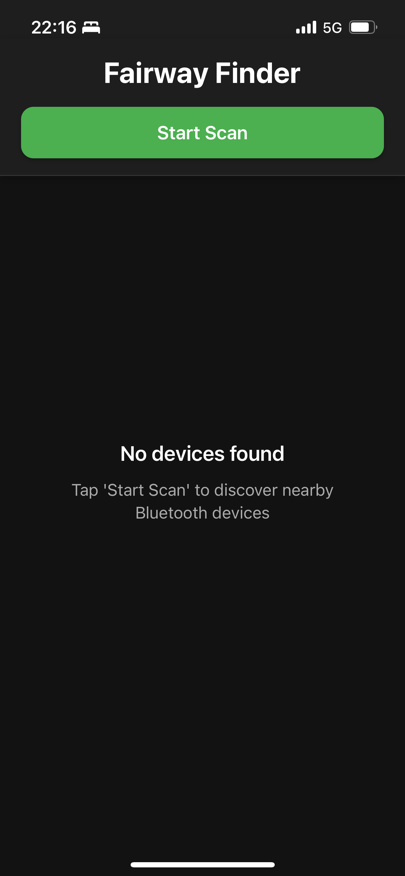 22:16
5G
Fairway Finder
Start Scan
No devices found
Tap 'Start Scan' to discover nearby
Bluetooth devices